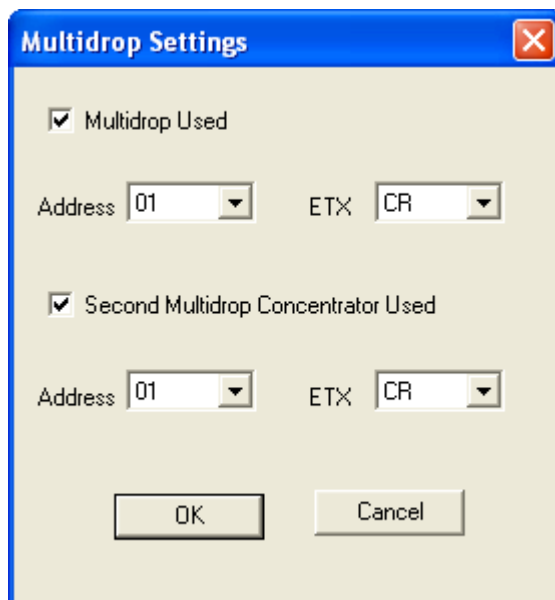 Multidrop Settings
Multidrop Used
Address 01 ETX CR
Second Multidrop Concentrator Used
Address 01 ETX CR
OK Cancel